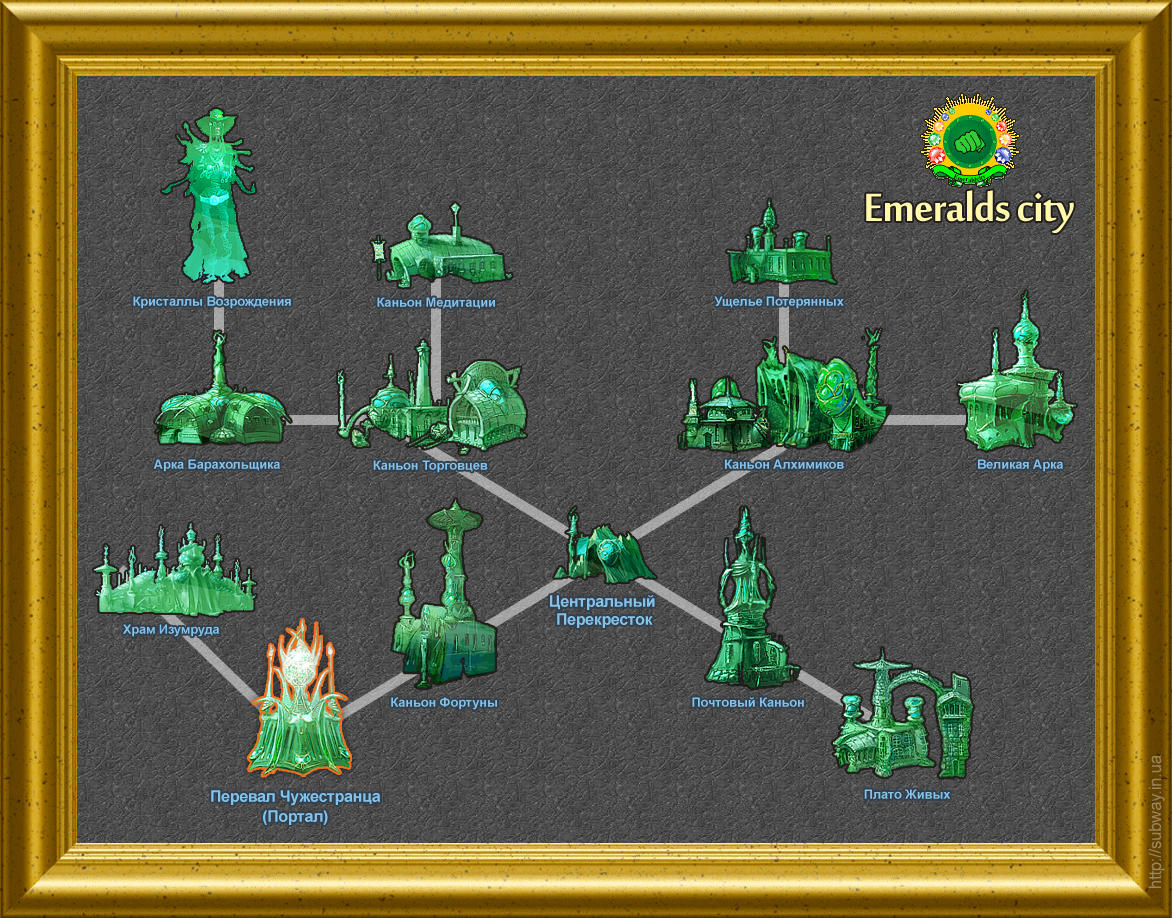 Emeralds city
Кристаллы Возрождения
Каньон Медитации
Ущелье Потерянных
Арка Барахольщика
Каньон Торговцев
Каньон Алхимиков
Великая Арка
Центральный
Перекресток
Храм Изумруда
Каньон Фортуны
Почтовый Каньон
Перевал Чужестранца
(Портал)
Плато Живых
http://subway.in.ua